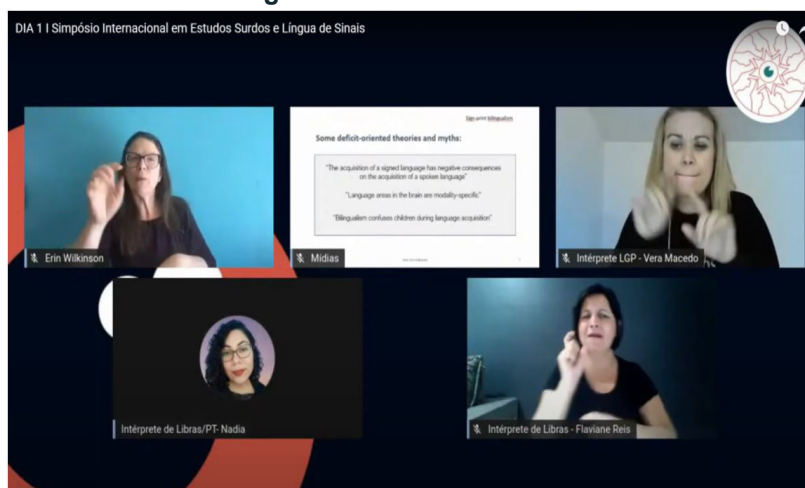 DIA 1 I Simpósio Internacional em Estudos Surdos e Língua de Sinais
Sign-print bilingualism
Some deficit-oriented theories and myths:
"The acquisition of a signed language has negative consequences
on the acquisition of a spoken language"
"Language areas in the brain are modality-specific"
"Bilingualism confuses children during language acquisition"
Erin Wilkinson
Mídias
Intérprete LGP - Vera Macedo
Intérprete de Libras/PT- Nadia
Intérprete de Libras - Flaviane Reis